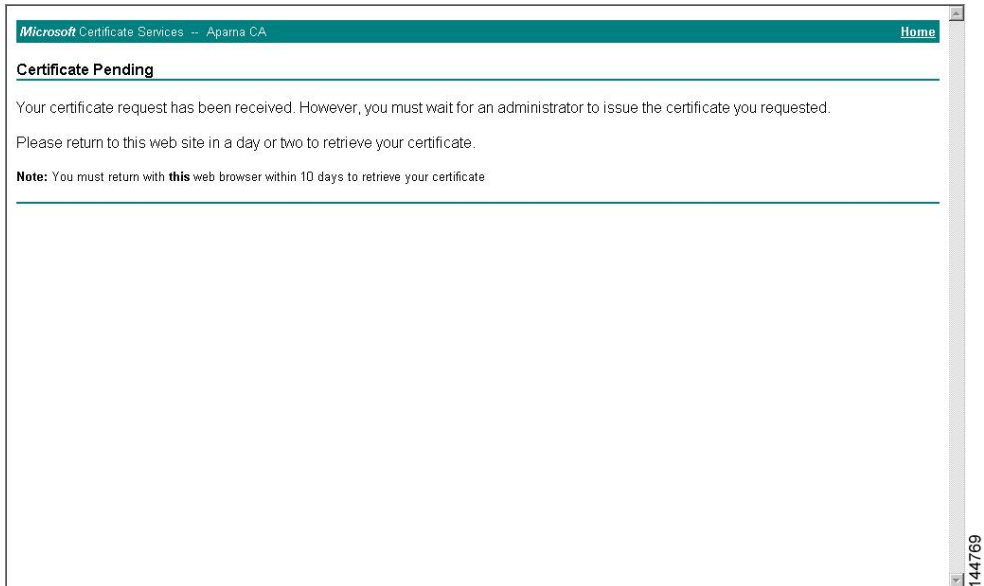 Microsoft Certificate Services -- Aparna CA Home
Certificate Pending
Your certificate request has been received. However, you must wait for an administrator to issue the certificate you requested.
Please return to this web site in a day or two to retrieve your certificate.
Note: You must return with this web browser within 10 days to retrieve your certificate
144769